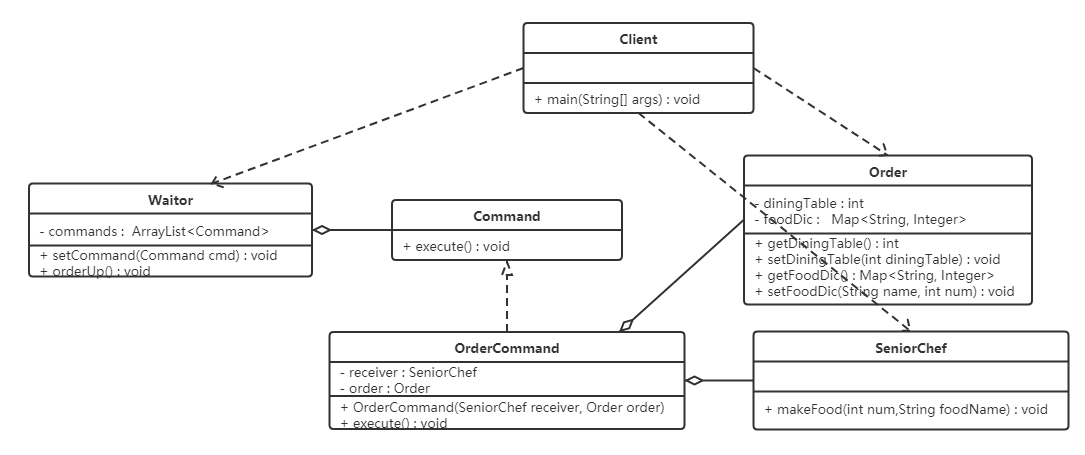 Client
+ main(String[] args) : void
Waitor
- commands : ArrayList<Command>
+ setCommand(Command cmd) : void
+ orderUp() : void
Command
+ execute() : void
Order
- diningTable : int
- foodDic : Map<String, Integer>
+ getDiningTable() : int
+ setDiningTable(int diningTable) : void
+ getFoodDic() : Map<String, Integer>
+ setFoodDic(String name, int num) : void
OrderCommand
- receiver : SeniorChef
- order : Order
+ OrderCommand(SeniorChef receiver, Order order)
+ execute() : void
SeniorChef
+ makeFood(int num,String foodName) : void